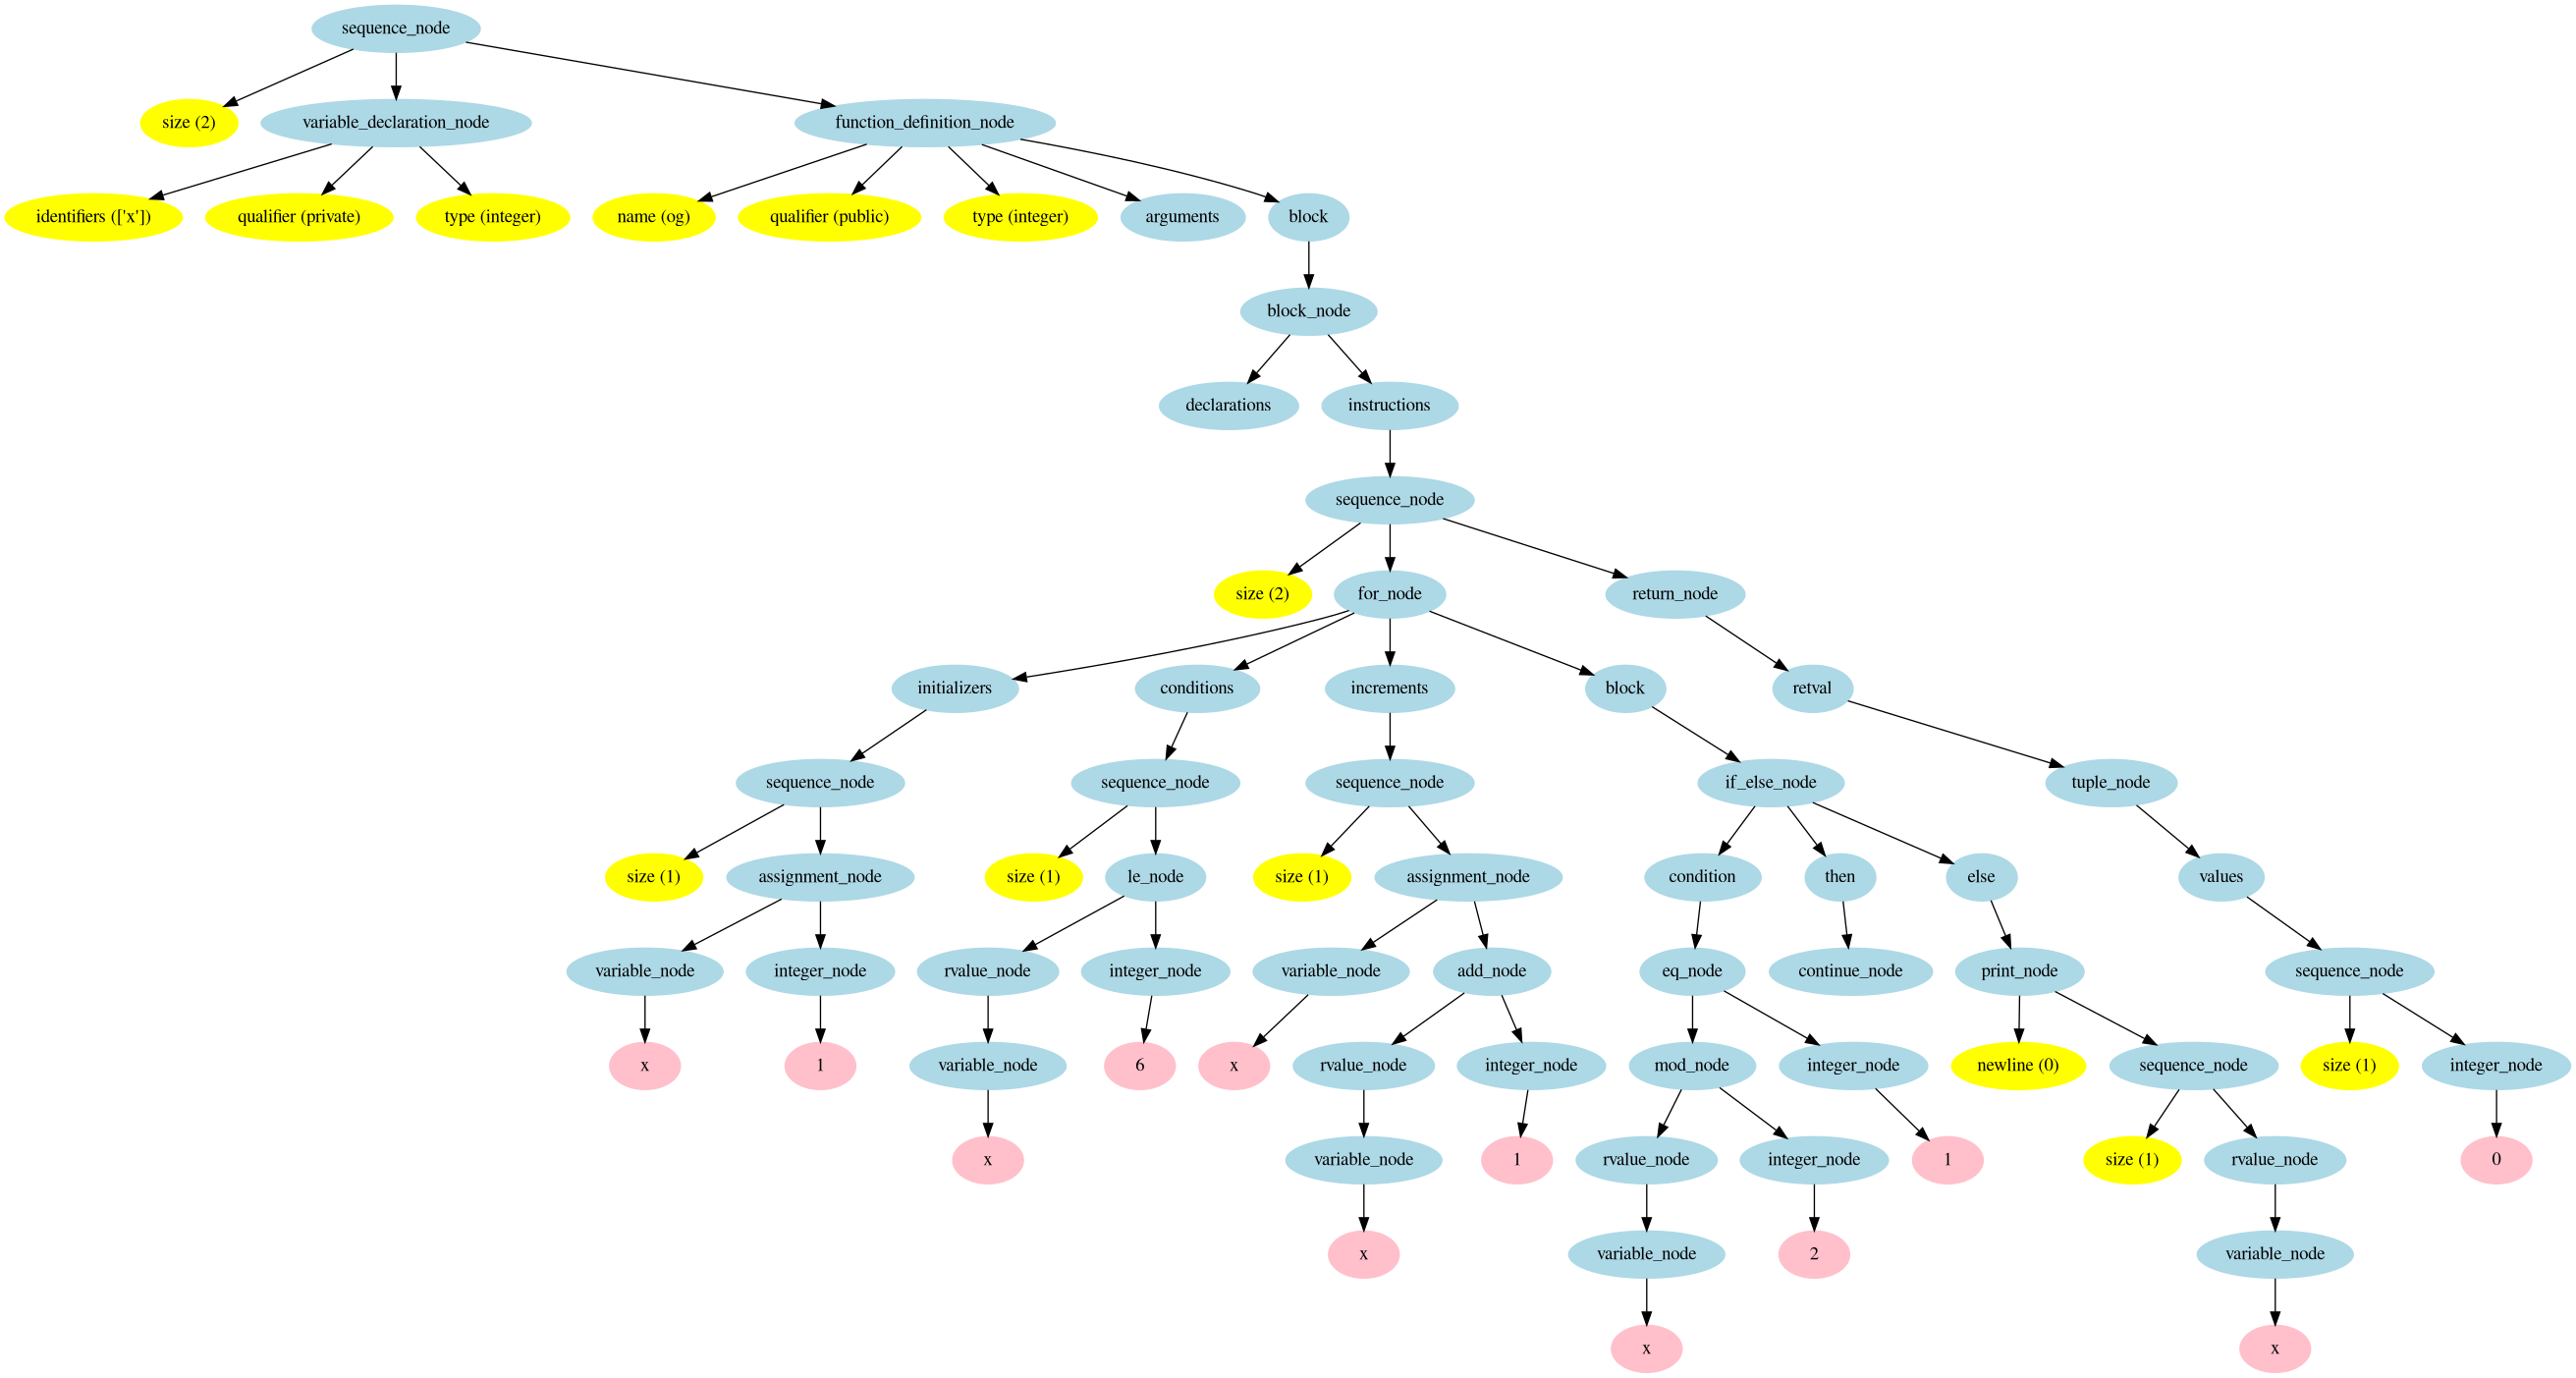 sequence_node
size (2)
variable_declaration_node
function_definition_node
identifiers (['x'])
qualifier (private)
type (integer)
name (og)
qualifier (public)
type (integer)
arguments
block
block_node
declarations
instructions
sequence_node
size (2)
for_node
return_node
initializers
conditions
increments
block
retval
sequence_node
sequence_node
sequence_node
if_else_node
tuple_node
size (1)
assignment_node
size (1)
le_node
size (1)
assignment_node
condition
then
else
values
variable_node
integer_node
rvalue_node
integer_node
variable_node
add_node
eq_node
continue_node
print_node
sequence_node
x
1
variable_node
6
x
rvalue_node
integer_node
mod_node
integer_node
newline (0)
sequence_node
size (1)
integer_node
x
variable_node
1
rvalue_node
integer_node
1
size (1)
rvalue_node
0
x
variable_node
2
variable_node
x
x